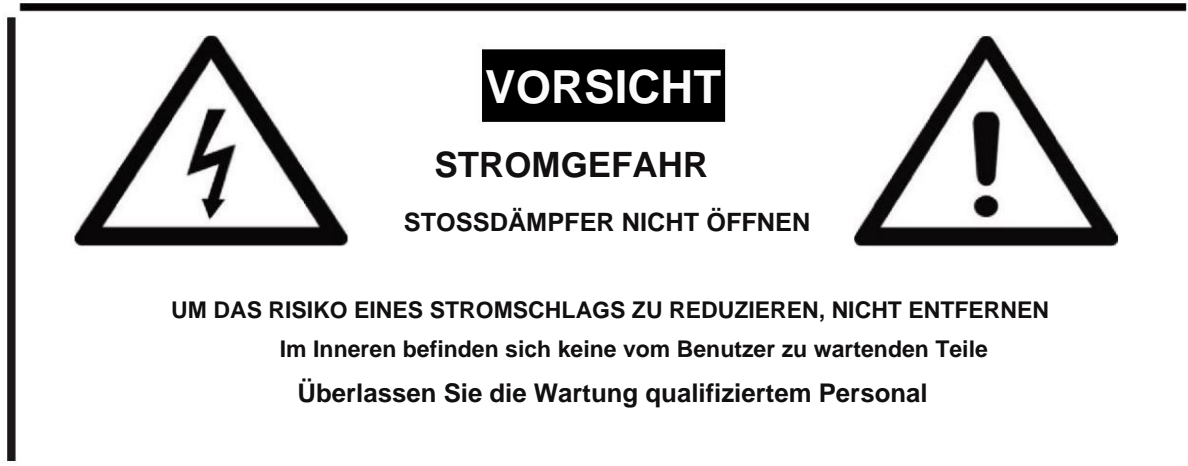 VORSICHT
STROMGEFAHR
STOSSDÄMPFER NICHT ÖFFNEN
UM DAS RISIKO EINES STROMSCHLAGS ZU REDUZIEREN, NICHT ENTFERNEN
Im Inneren befinden sich keine vom Benutzer zu wartenden Teile
Überlassen Sie die Wartung qualifiziertem Personal